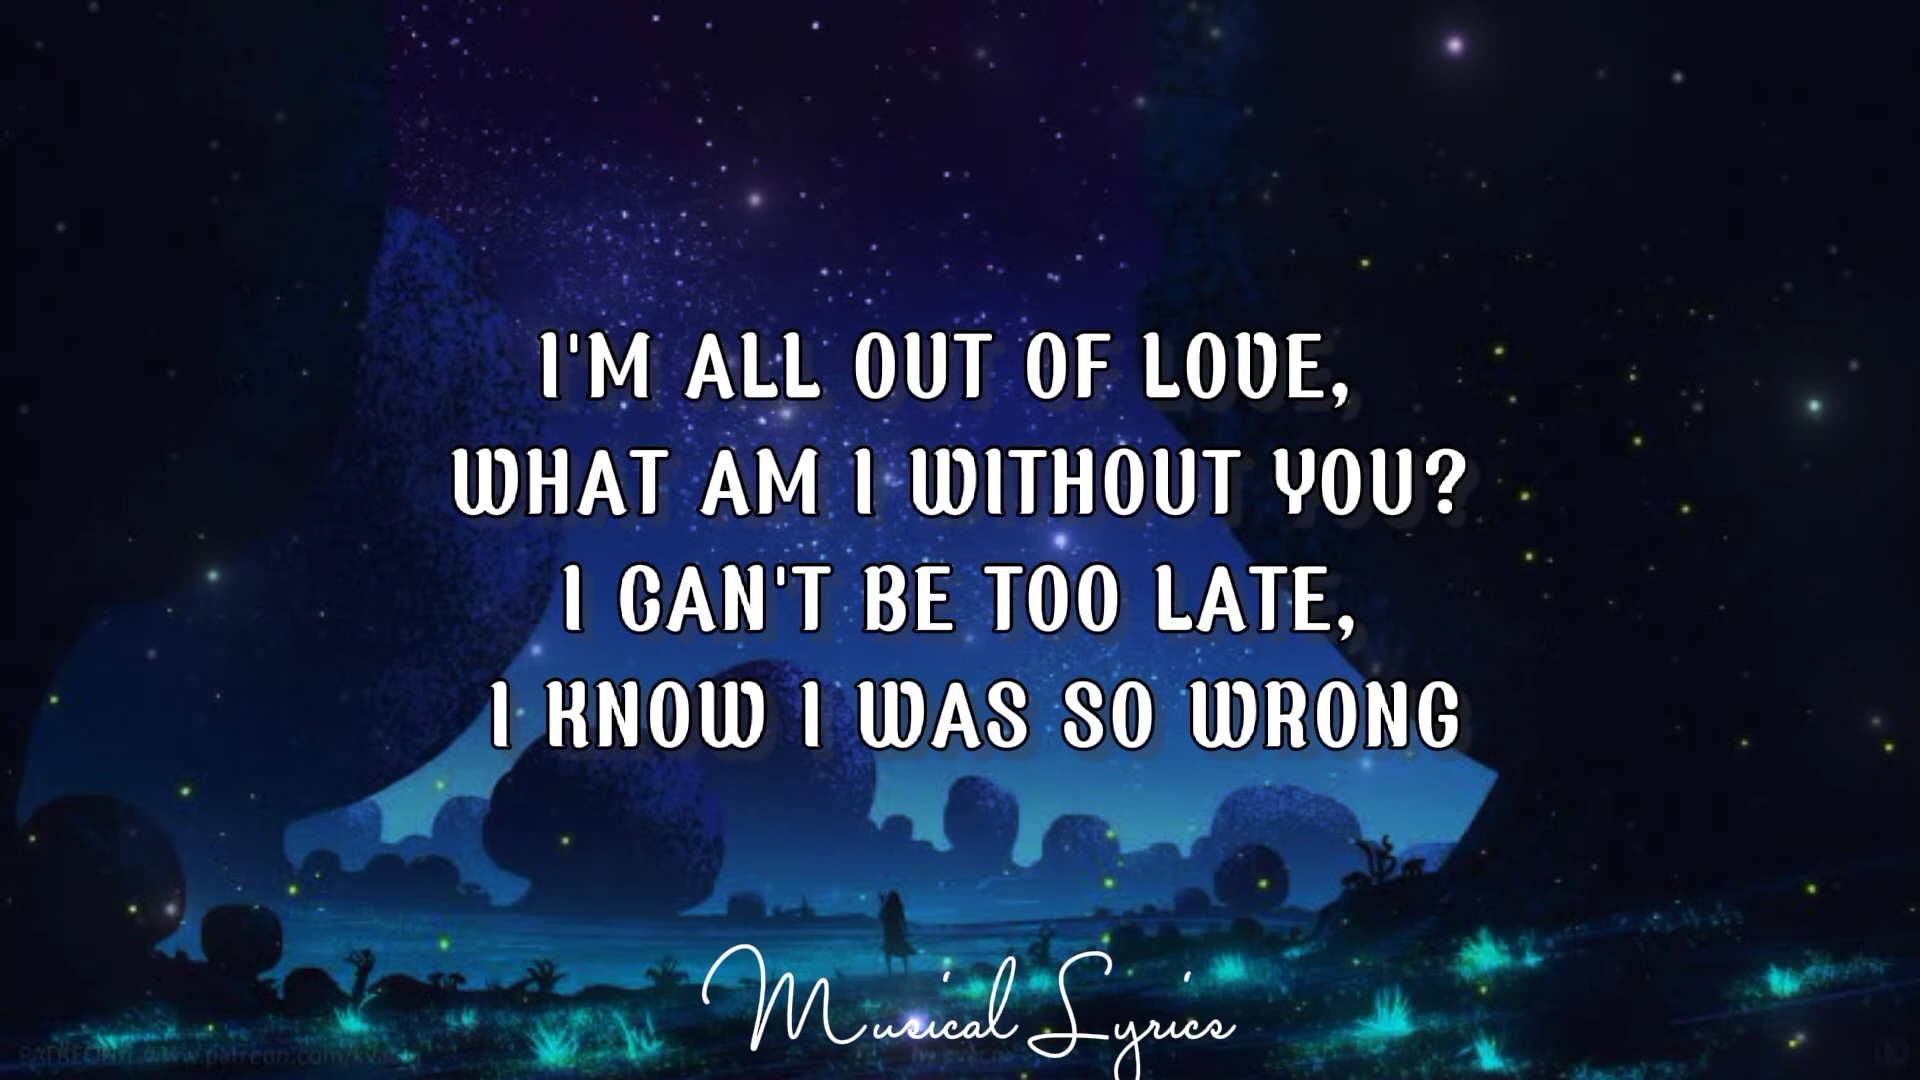 I'M ALL OUT OF LOVE,
WHAT AM I WITHOUT YOU?
I CAN'T BE TOO LATE,
I KNOW I WAS SO WRONG
Musical Lyrics